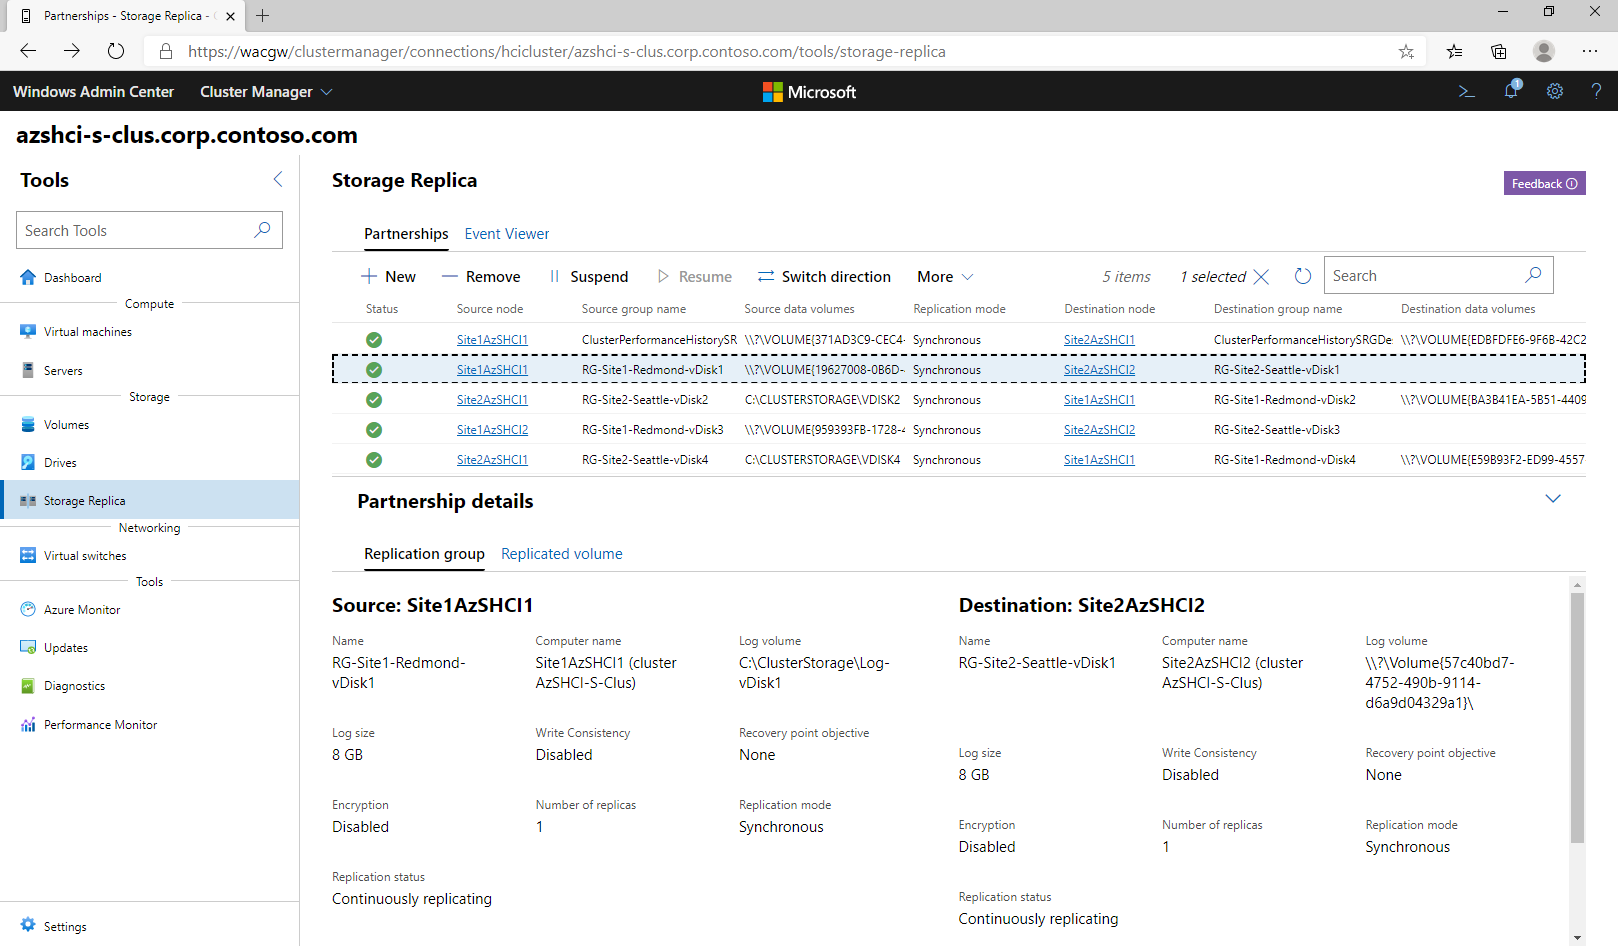 Partnerships - Storage Replica -
https://wacgw/clustermanager/connections/hcicluster/azshci-s-clus.corp.contoso.com/tools/storage-replica
Windows Admin Center Cluster Manager Microsoft 1 ?
azshci-s-clus.corp.contoso.com
Tools
Search Tools
Dashboard
Compute
Virtual machines
Servers
Storage
Volumes
Drives
Storage Replica
Networking
Virtual switches
Tools
Azure Monitor
Updates
Diagnostics
Performance Monitor
Settings
Storage Replica
Feedback
Partnerships Event Viewer
New Remove Suspend Resume Switch direction More 5 items 1 selected Search
Status Source node Source group name Source data volumes Replication mode Destination node Destination group name Destination data volumes
Site1AzSHCI1 ClusterPerformanceHistorySR \\?\VOLUME{371AD3C9-CEC4- Synchronous Site2AzSHCI1 ClusterPerformanceHistorySRGDe \\?\VOLUME{EDBFDFE6-9F6B-42C2
Site1AzSHCI1 RG-Site1-Redmond-vDisk1 \\?\VOLUME{19627008-0B6D- Synchronous Site2AzSHCI2 RG-Site2-Seattle-vDisk1
Site2AzSHCI1 RG-Site2-Seattle-vDisk2 C:\CLUSTERSTORAGE\VDISK2 Synchronous Site1AzSHCI1 RG-Site1-Redmond-vDisk2 \\?\VOLUME{BA3B41EA-5B51-4409
Site1AzSHCI2 RG-Site1-Redmond-vDisk3 \\?\VOLUME{959393FB-1728-4 Synchronous Site2AzSHCI2 RG-Site2-Seattle-vDisk3
Site2AzSHCI1 RG-Site2-Seattle-vDisk4 C:\CLUSTERSTORAGE\VDISK4 Synchronous Site1AzSHCI1 RG-Site1-Redmond-vDisk4 \\?\VOLUME{E59B93F2-ED99-4557
Partnership details
Replication group Replicated volume
Source: Site1AzSHCI1
Name Computer name Log volume
RG-Site1-Redmond- Site1AzSHCI1 (cluster C:\ClusterStorage\Log-
vDisk1 AzSHCI-S-Clus) vDisk1
Log size Write Consistency Recovery point objective
8 GB Disabled None
Encryption Number of replicas Replication mode
Disabled 1 Synchronous
Replication status
Continuously replicating
Destination: Site2AzSHCI2
Name Computer name Log volume
RG-Site2-Seattle-vDisk1 Site2AzSHCI2 (cluster \\?\Volume{57c40bd7-
AzSHCI-S-Clus) 4752-490b-9114-
d6a9d04329a1}\
Log size Write Consistency Recovery point objective
8 GB Disabled None
Encryption Number of replicas Replication mode
Disabled 1 Synchronous
Replication status
Continuously replicating